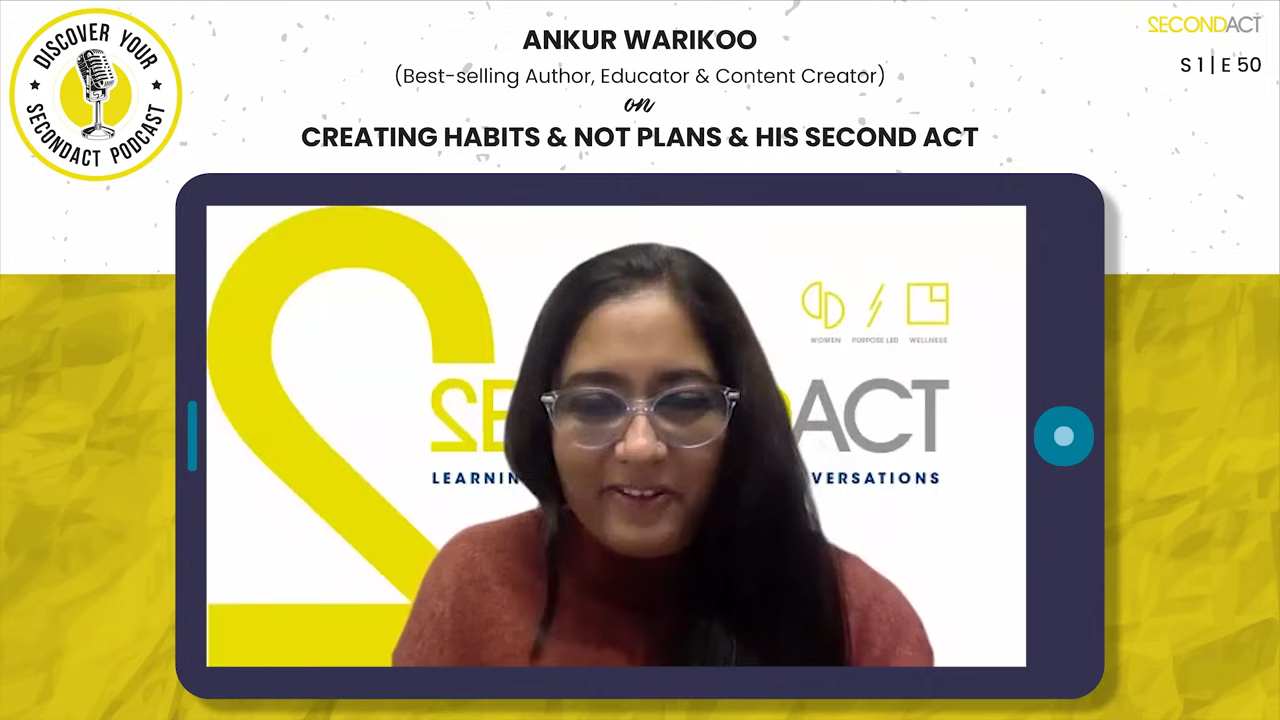 DISCOVER YOUR
SECONDACT PODCAST
ANKUR WARIKOO
(Best-selling Author, Educator & Content Creator)
on
CREATING HABITS & NOT PLANS & HIS SECOND ACT
SECONDACT
S 1 | E 50
WOMEN PURPOSE LED WELLNESS
2
SE ACT
LEARNIN VERSATIONS